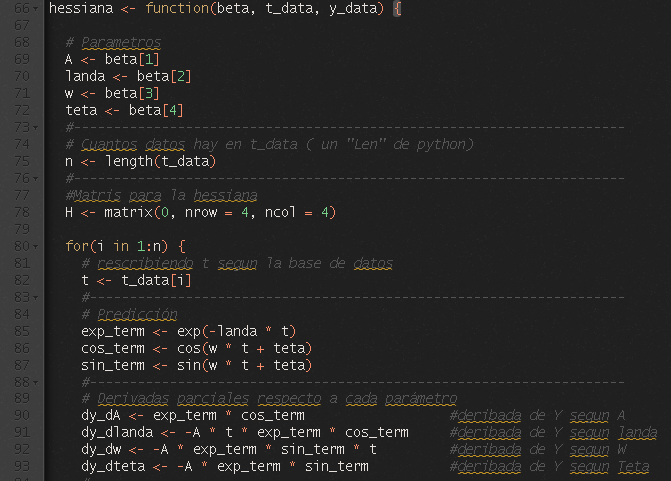 66 hessiana <- function(beta, t_data, y_data) {
67
68 # Parametros
69 A <- beta[1]
70 landa <- beta[2]
71 w <- beta[3]
72 teta <- beta[4]
73 #----------------------------------------------------------------------
74 # Cuantos datos hay en t_data ( un "Len" de python)
75 n <- length(t_data)
76 #----------------------------------------------------------------------
77 #Matris para la hessiana
78 H <- matrix(0, nrow = 4, ncol = 4)
79
80 for(i in 1:n) {
81 # rescribiendo t segun la base de datos
82 t <- t_data[i]
83 #--------------------------------------------------------------------
84 # Predicción
85 exp_term <- exp(-landa * t)
86 cos_term <- cos(w * t + teta)
87 sin_term <- sin(w * t + teta)
88 #--------------------------------------------------------------------
89 # Derivadas parciales respecto a cada parámetro
90 dy_dA <- exp_term * cos_term #deribada de Y segun A
91 dy_dlanda <- -A * t * exp_term * cos_term #deribada de Y segun landa
92 dy_dw <- -A * exp_term * sin_term * t #deribada de Y segun W
93 dy_dteta <- -A * exp_term * sin_term #deribada de Y segun Teta